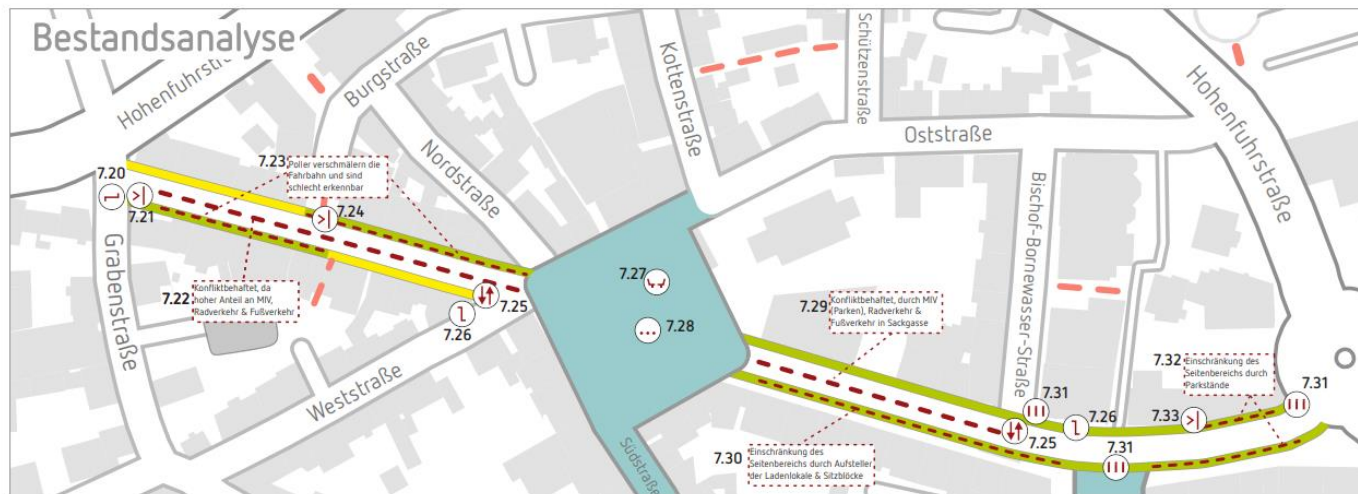 Bestandsanalyse
Hohenfuhrstraß
Burgstraße
Nordstraße
Kottenstraße
Schützenstraße
Hohenfuhrstraße
Oststraße
Bischof-Bornewasser-Straße
Grabenstraße
Weststraße
Südstraße
7.20
7.21
7.23
Poller verschmälern die
Fahrbahn und sind
schlecht erkennbar
7.24
7.22
Konfliktbehaftet, da
hoher Anteil an MIV,
Radverkehr & Fußverkehr
7.25
7.26
7.27
7.28
7.29
Konfliktbehaftet, durch MIV
(Parken), Radverkehr &
Fußverkehr in Sackgasse
7.30
Einschränkung des
Seitenbereichs durch Aufsteller
der Ladenlokale & Sitzblöcke
7.31
7.26
7.25
7.31
7.33
7.32
Einschränkung des
Seitenbereichs durch
Parkstände
7.31